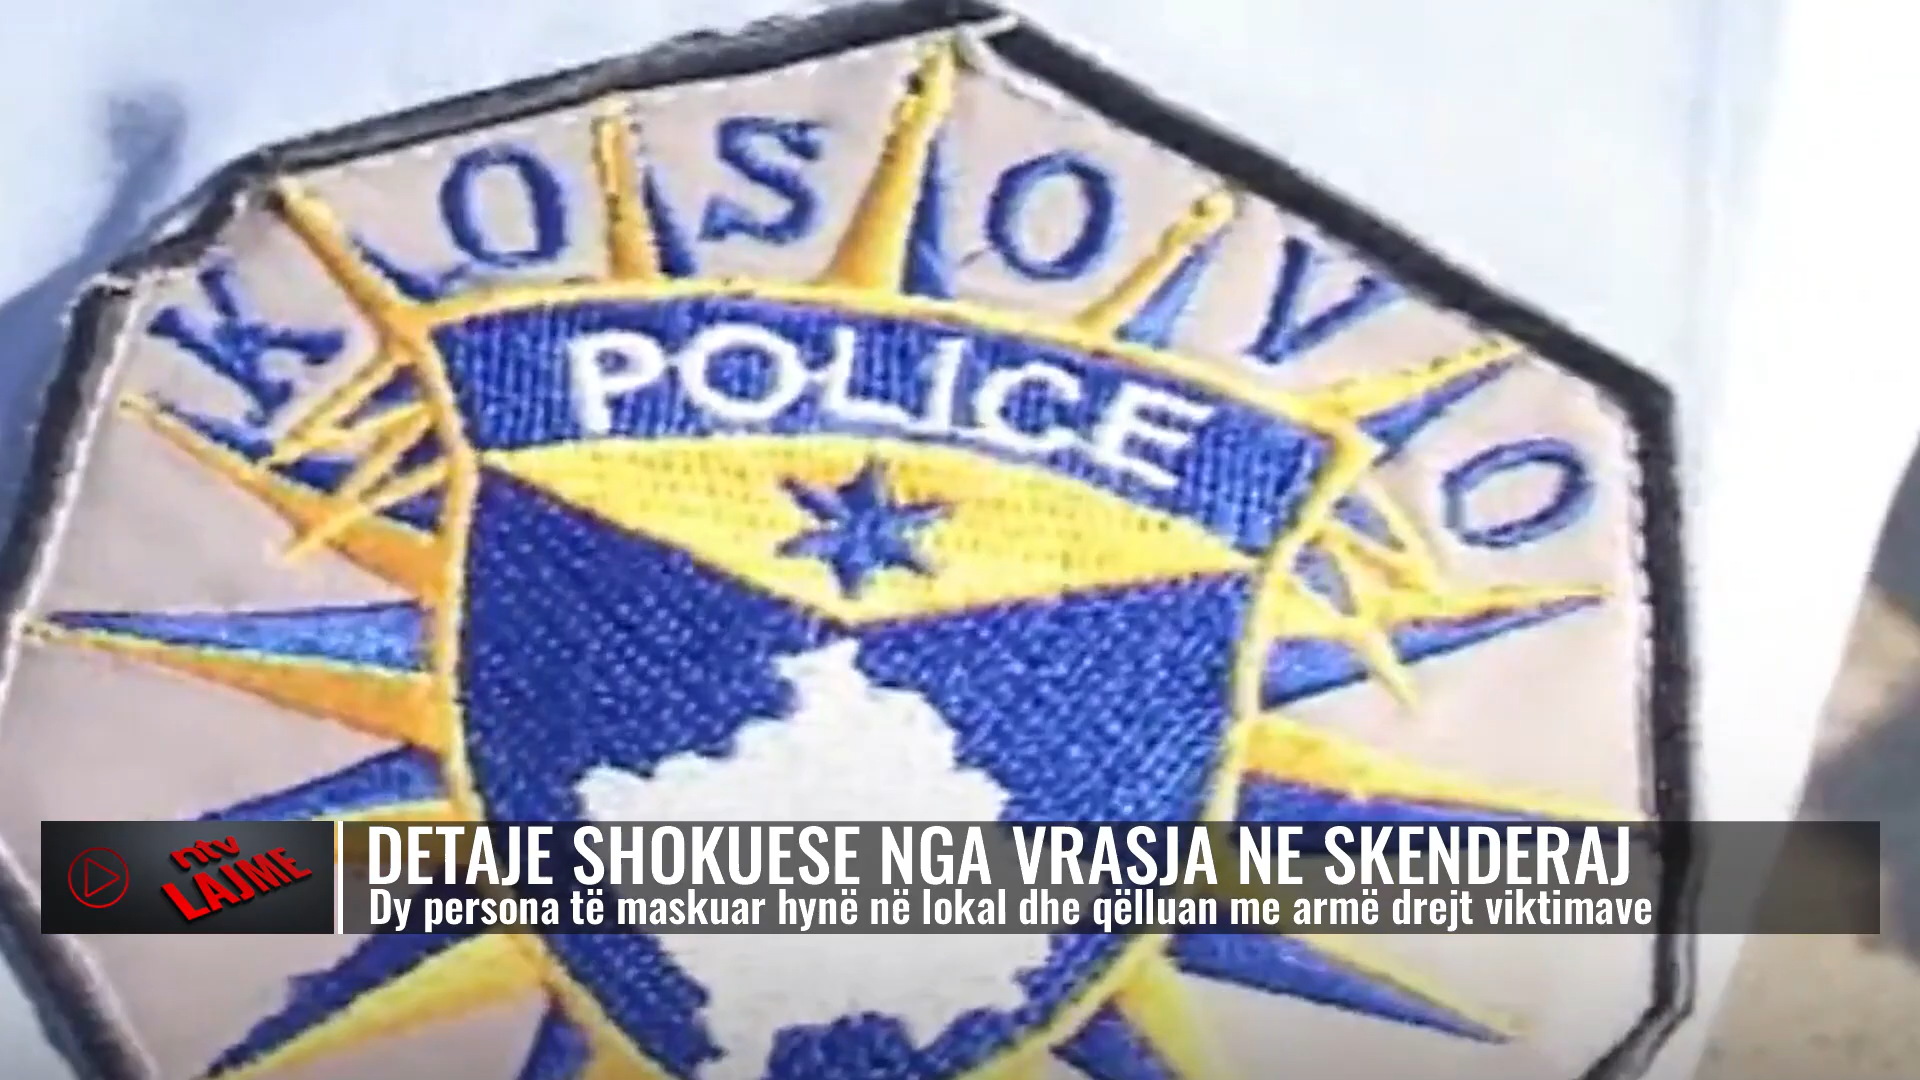 KOSOVO
POLICE
ntv
LAJME
DETAJE SHOKUESE NGA VRASJA NE SKENDERAJ
Dy persona të maskuar hynë në lokal dhe qëlluan me armë drejt viktimave